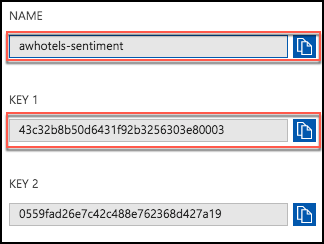 NAME
awhotels-sentiment
KEY 1
43c32b8b50d6431f92b3256303e80003
KEY 2
0559fad26e7c42c488e762368d427a19